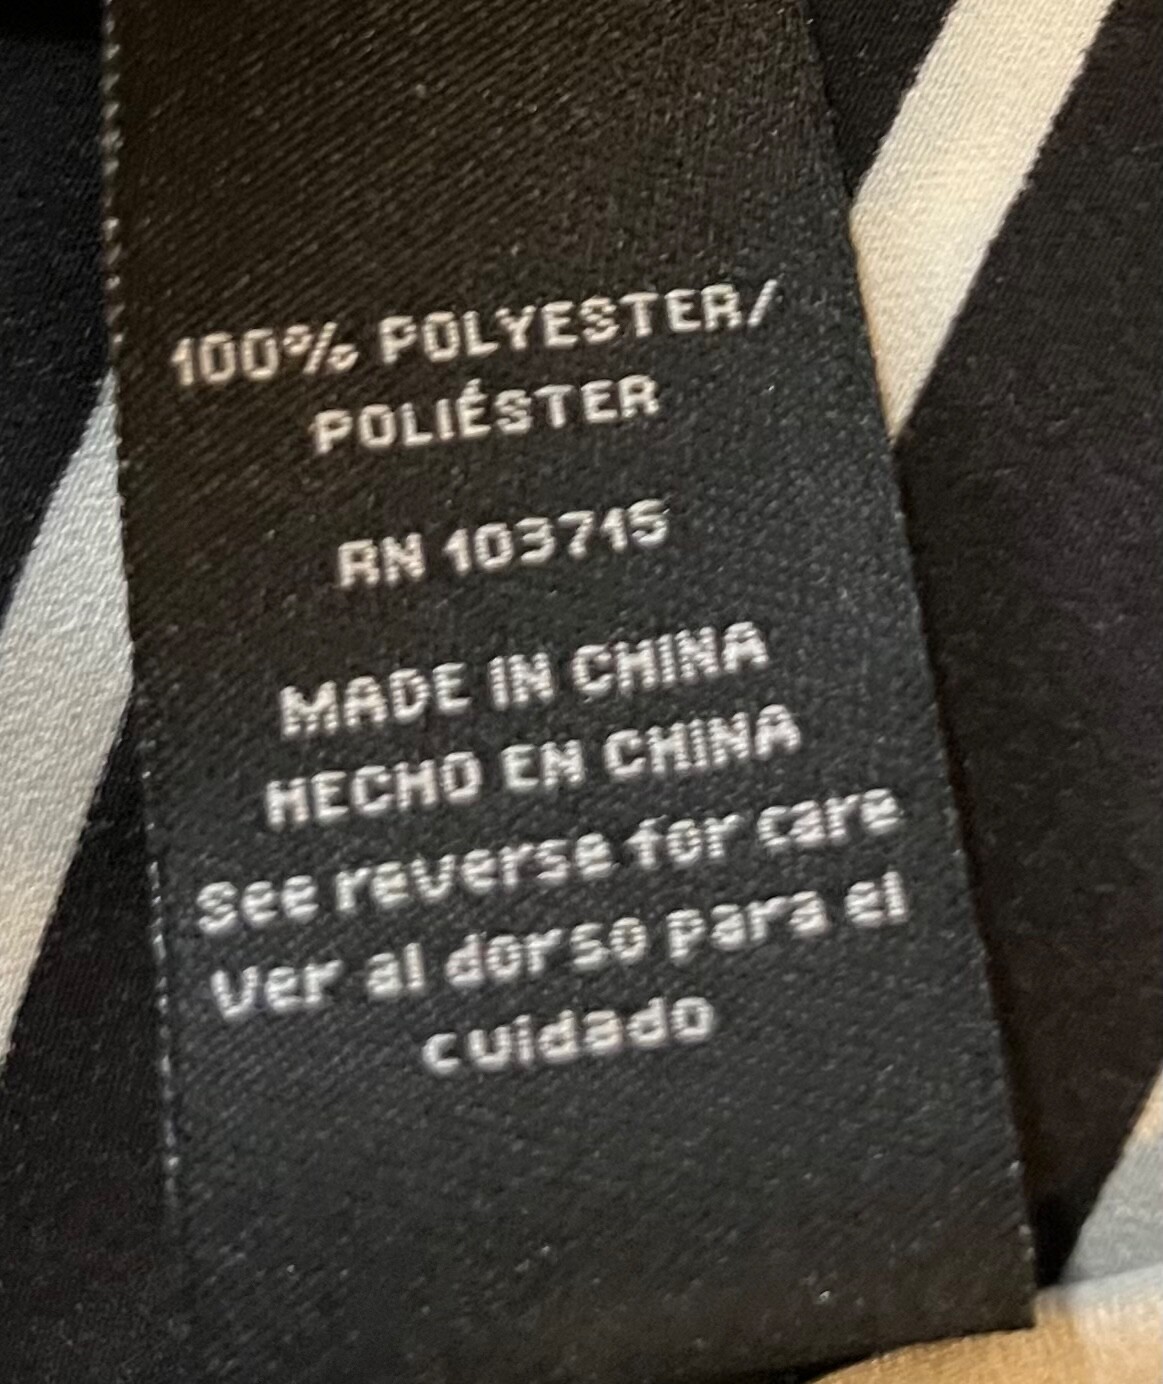 100% POLYESTER/
POLIÉSTER
RN 103715
MADE IN CHINA
HECHO EN CHINA
See reverse for care
Ver al dorso para el
cuidado